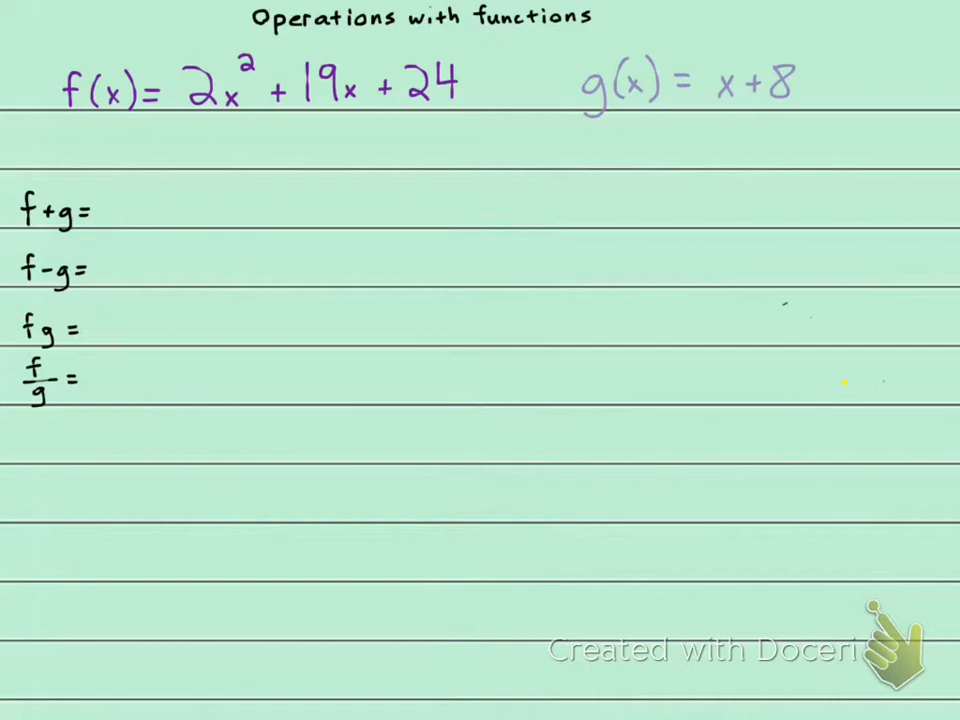 Operations with functions
f(x)= 2x² +19x + 24 g(x) = x+8
f+g=
f-g=
fg =
f/g =
Created with Doceri